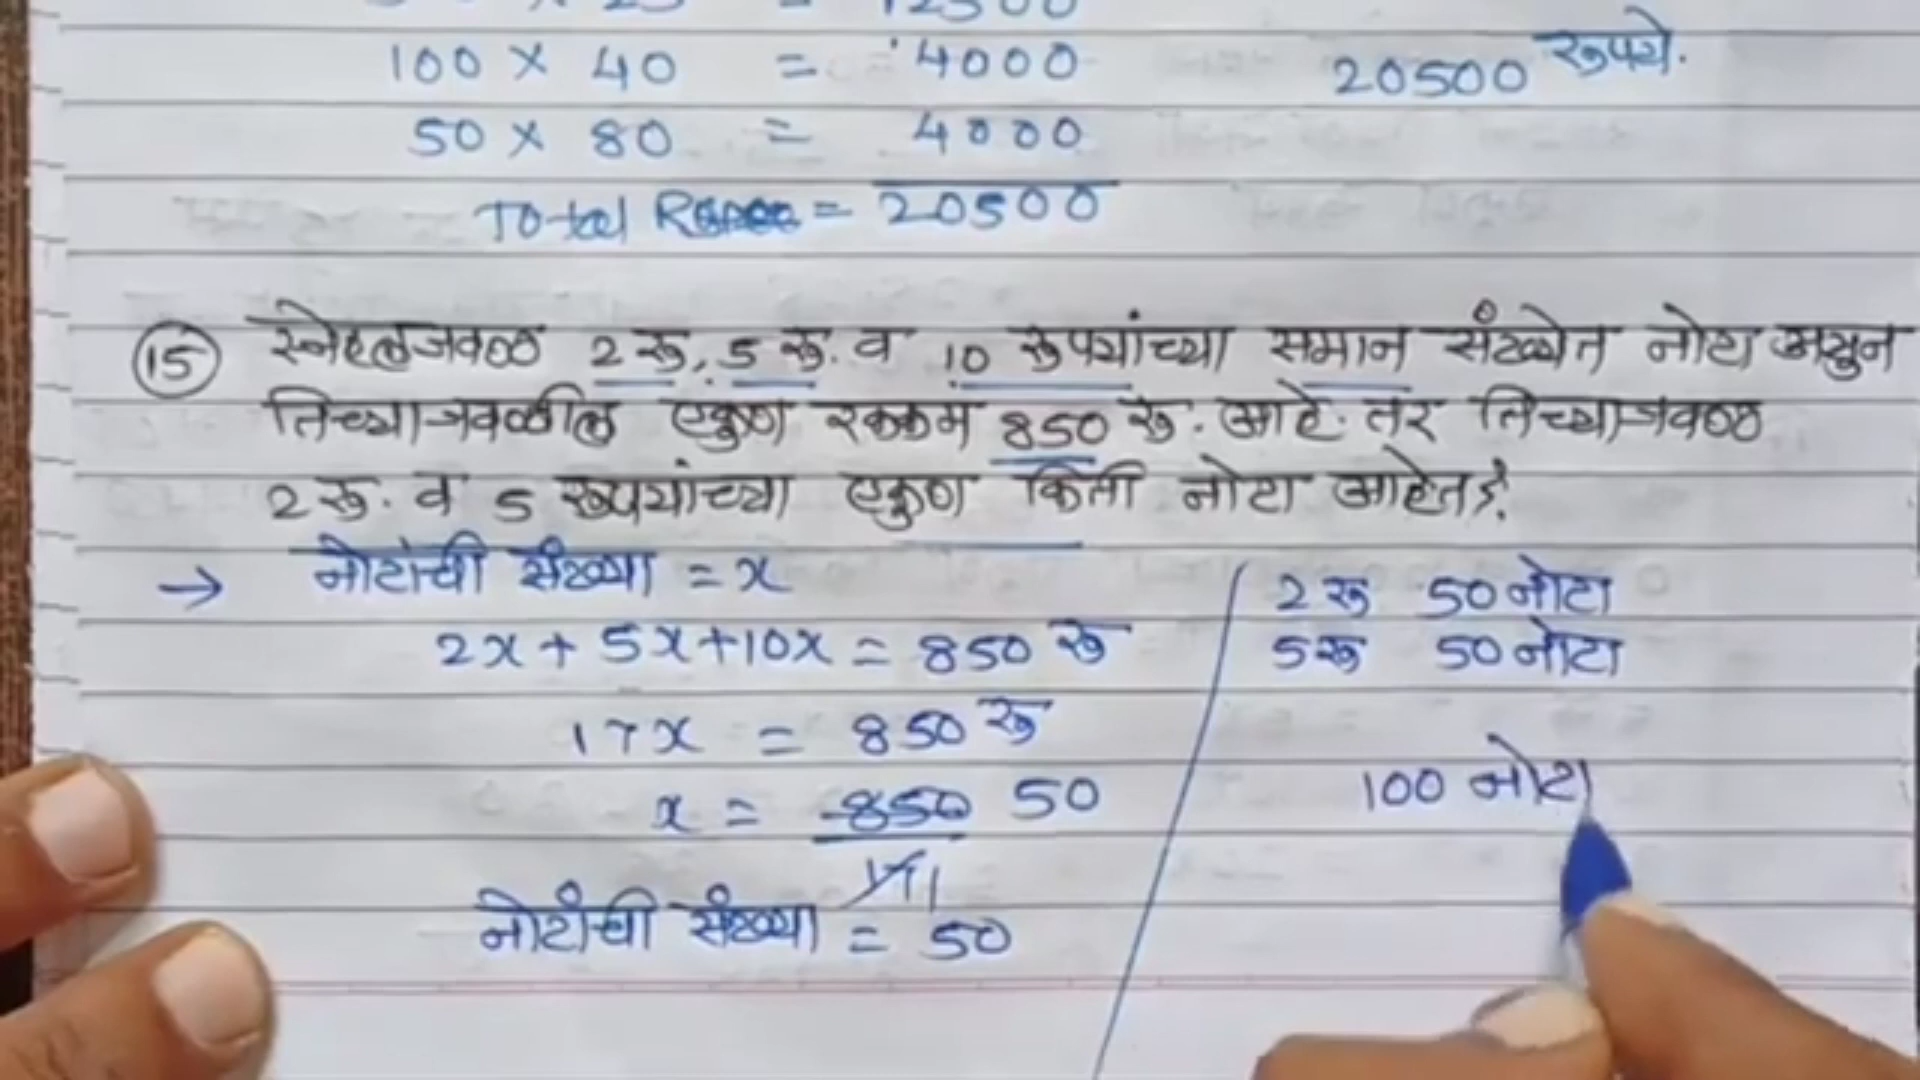 = 12500
100 × 40 = 4000
20500 रुपये.
50 × 80 = 4000
Total = 20500
15 स्नेहलजवळ 2 रु, 5 रु. व 10 रुपयांच्या समान संख्येत नोटा असुन
तिच्याजवळील एकुण रक्कम 850 रु. आहे. तर तिच्याजवळ
2 रु. व 5 रुपयांच्या एकुण किती नोटा आहेत?
→ नोटांची संख्या = x
2x + 5x + 10x = 850 रु
17x = 850 रु
x = 850 50
17 1
नोटांची संख्या = 50
2 रु 50 नोटा
5 रु 50 नोटा
100 नोटा